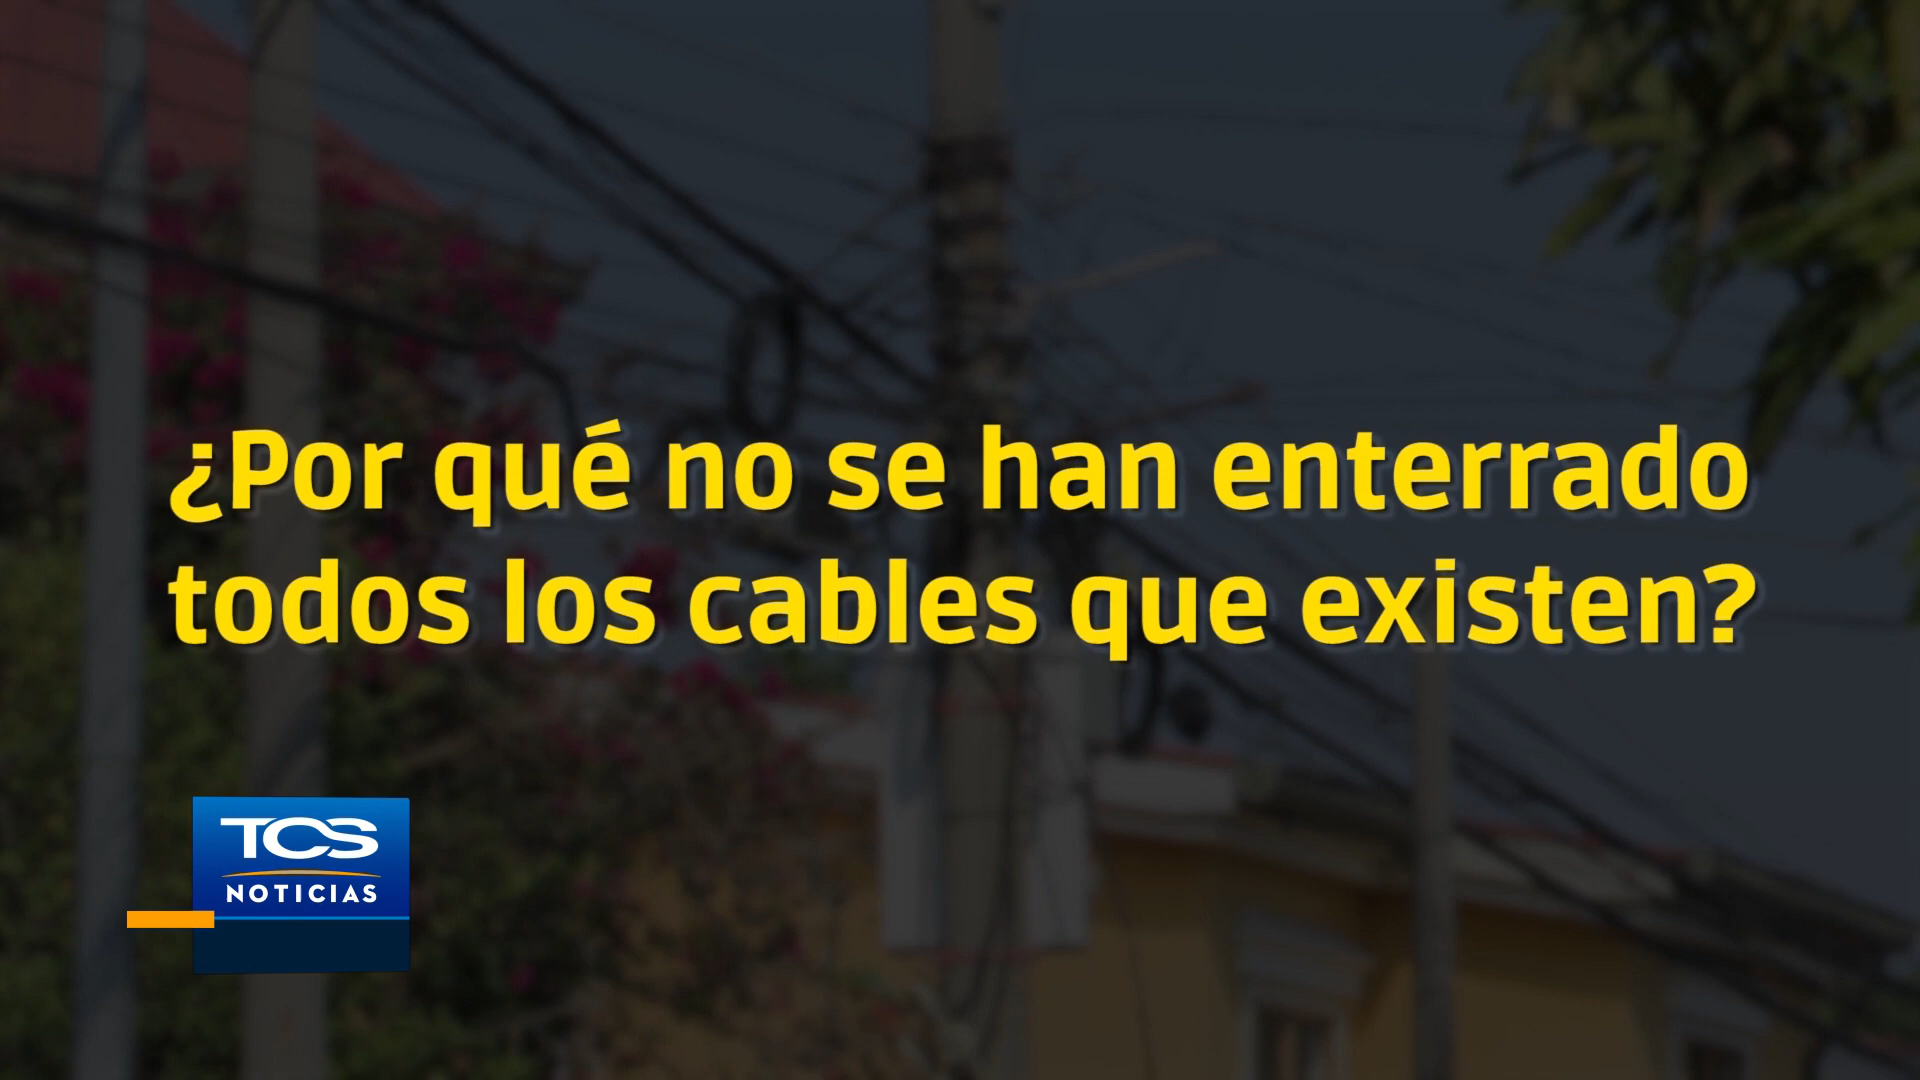 ¿Por qué no se han enterrado
todos los cables que existen?
TCS
NOTICIAS